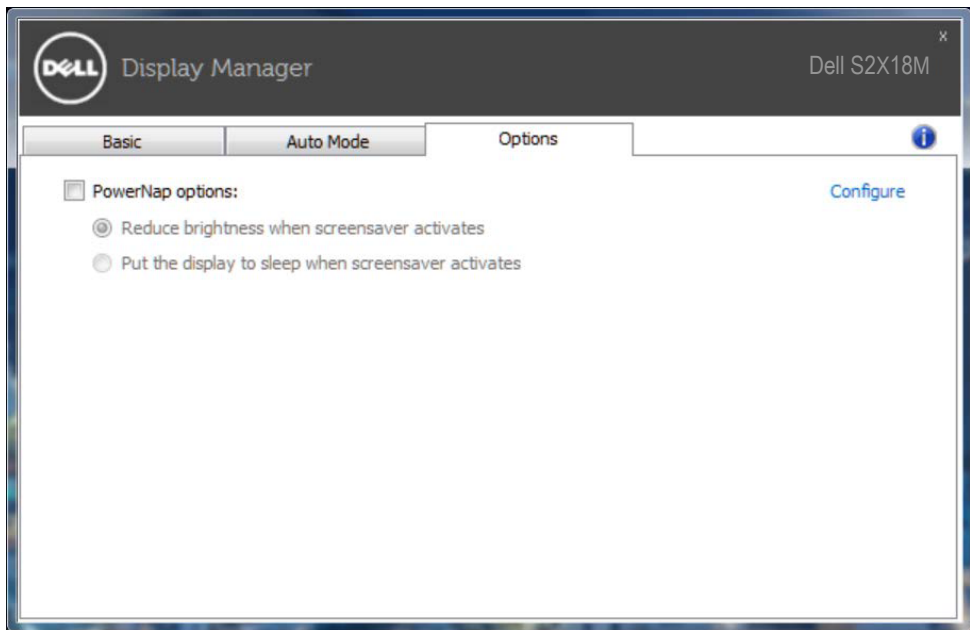 x
DELL Display Manager
Dell S2X18M
Basic Auto Mode Options i
PowerNap options: Configure
Reduce brightness when screensaver activates
Put the display to sleep when screensaver activates